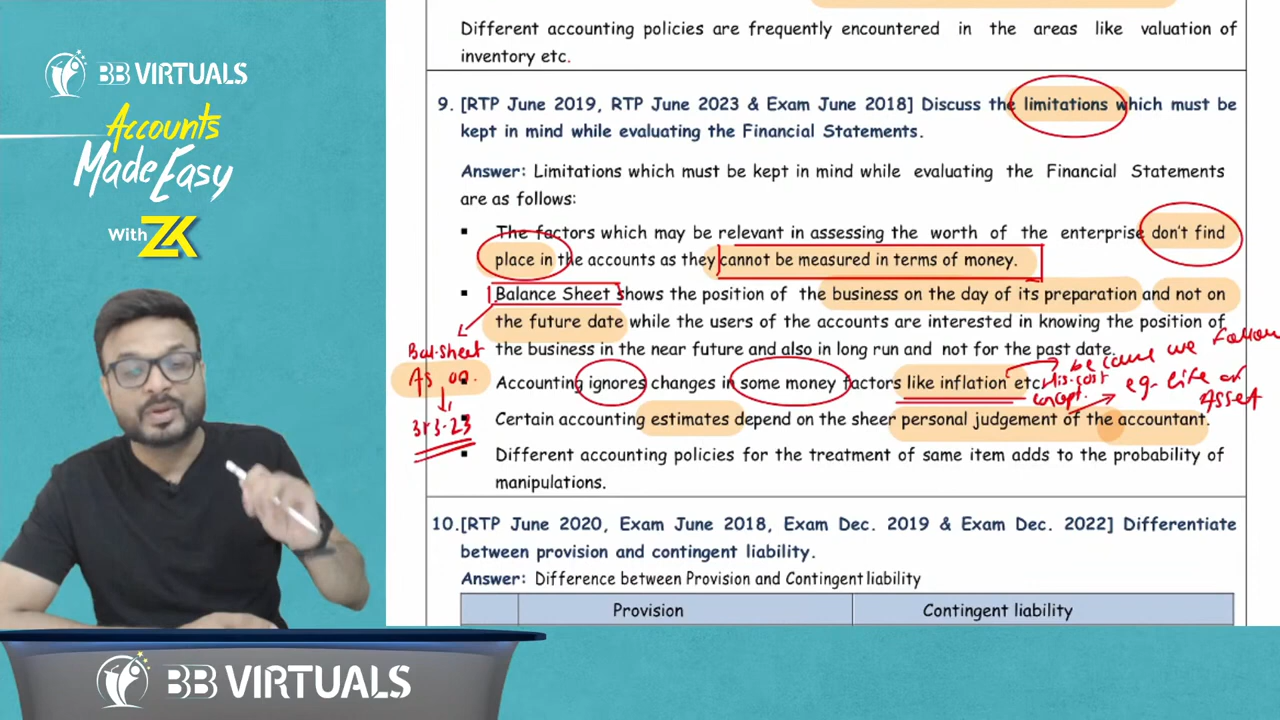 BB VIRTUALS
Accounts
Made Easy
With ZK
Different accounting policies are frequently encountered in the areas like valuation of
inventory etc.
9. [RTP June 2019, RTP June 2023 & Exam June 2018] Discuss the limitations which must be
kept in mind while evaluating the Financial Statements.
Answer: Limitations which must be kept in mind while evaluating the Financial Statements
are as follows:
▪ The factors which may be relevant in assessing the worth of the enterprise don't find
place in the accounts as they cannot be measured in terms of money.
▪ Balance Sheet shows the position of the business on the day of its preparation and not on
the future date while the users of the accounts are interested in knowing the position of
the business in the near future and also in long run and not for the past date.
▪ Accounting ignores changes in some money factors like inflation etc.
▪ Certain accounting estimates depend on the sheer personal judgement of the accountant.
▪ Different accounting policies for the treatment of same item adds to the probability of
manipulations.
Bal. sheet
As on
31-3-23
because we follow
His. cost
concept.
eg- life of
Asset
10. [RTP June 2020, Exam June 2018, Exam Dec. 2019 & Exam Dec. 2022] Differentiate
between provision and contingent liability.
Answer: Difference between Provision and Contingent liability
Provision Contingent liability
BB VIRTUALS